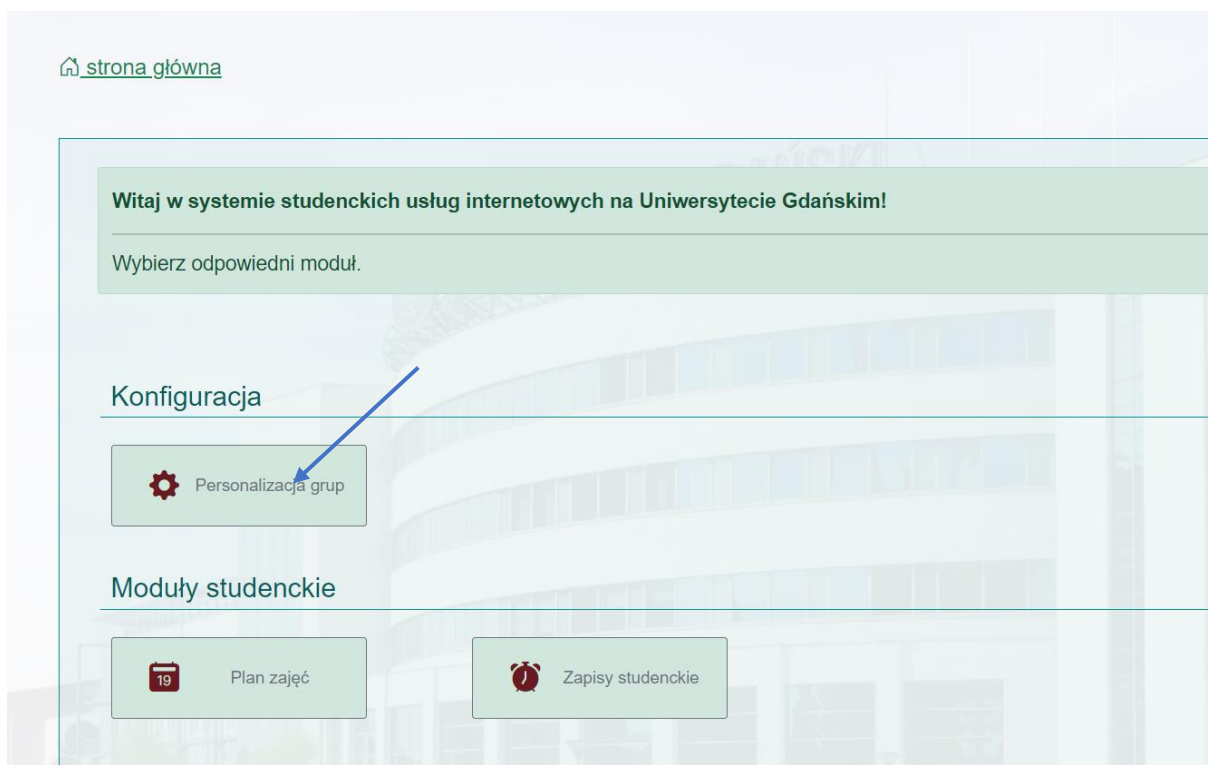 strona główna
Witaj w systemie studenckich usług internetowych na Uniwersytecie Gdańskim!
Wybierz odpowiedni moduł.
Konfiguracja
Personalizacja grup
Moduły studenckie
19 Plan zajęć Zapisy studenckie